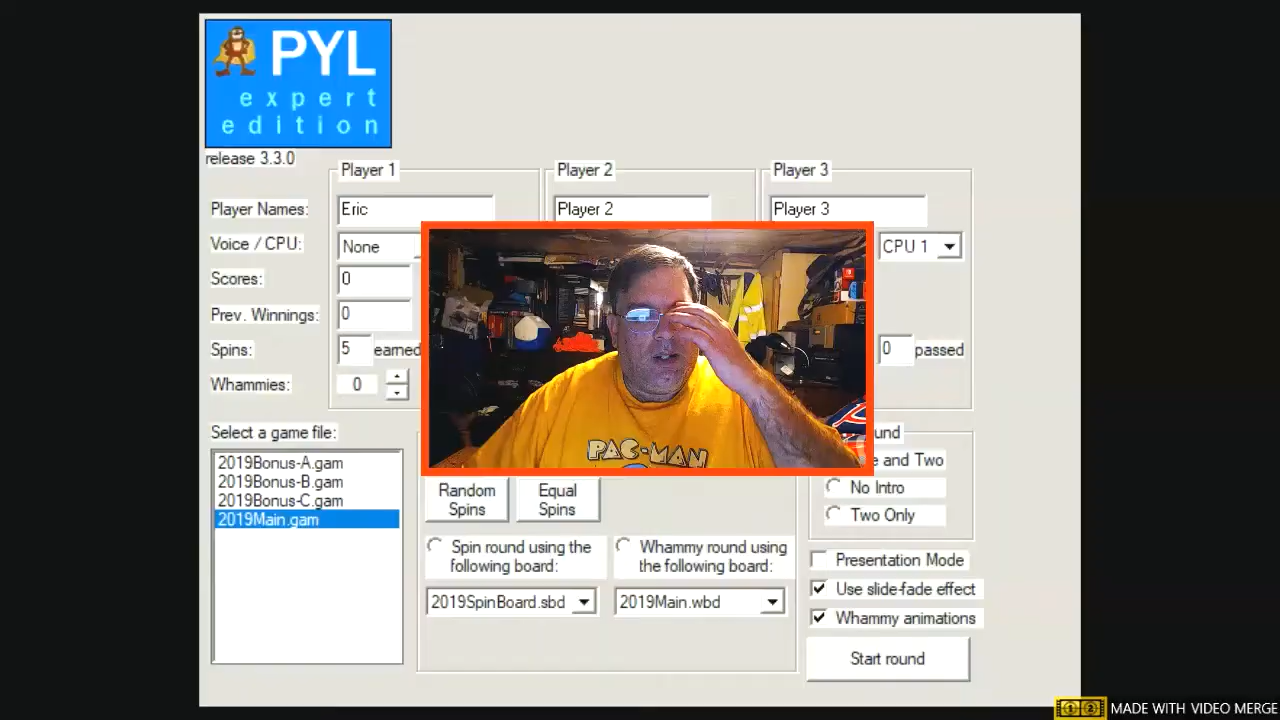 PYL
expert
edition
release 3.3.0
Player 1
Player 2
Player 3
Player Names:
Eric
Player 2
Player 3
Voice / CPU:
None
CPU 1
Scores:
0
Prev. Winnings:
0
Spins:
5 earned
0 passed
Whammies:
0
Select a game file:
2019Bonus-A.gam
2019Bonus-B.gam
2019Bonus-C.gam
2019Main.gam
PAC-MAN
Random
Spins
Equal
Spins
Spin round using the
following board:
2019SpinBoard.sbd
Whammy round using
the following board:
2019Main.wbd
and Two
No Intro
Two Only
Presentation Mode
Use slide-fade effect
Whammy animations
Start round
1 2 MADE WITH VIDEO MERGE